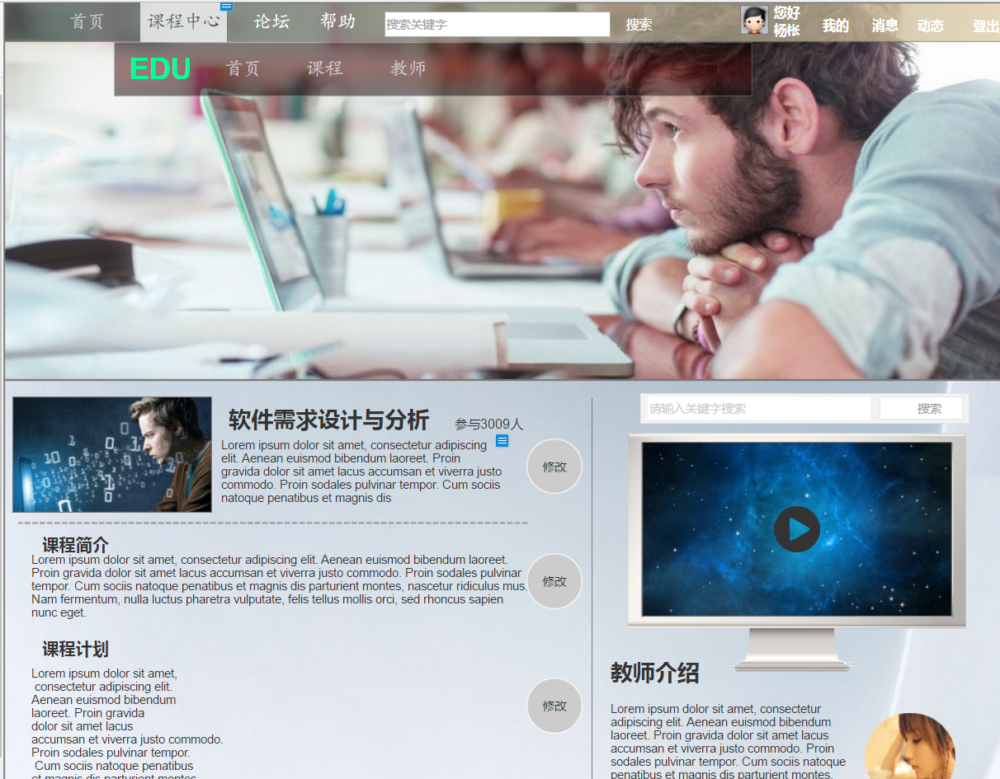 首页 课程中心 论坛 帮助 搜索关键字 搜索 您好 杨枨 我的 消息 动态 登出
EDU 首页 课程 教师
软件需求设计与分析 参与3009人
Lorem ipsum dolor sit amet, consectetur adipiscing
elit. Aenean euismod bibendum laoreet. Proin
gravida dolor sit amet lacus accumsan et viverra justo
commodo. Proin sodales pulvinar tempor. Cum sociis
natoque penatibus et magnis dis
修改
课程简介
Lorem ipsum dolor sit amet, consectetur adipiscing elit. Aenean euismod bibendum laoreet.
Proin gravida dolor sit amet lacus accumsan et viverra justo commodo. Proin sodales pulvinar
tempor. Cum sociis natoque penatibus et magnis dis parturient montes, nascetur ridiculus mus.
Nam fermentum, nulla luctus pharetra vulputate, felis tellus mollis orci, sed rhoncus sapien
nunc eget.
修改
课程计划
Lorem ipsum dolor sit amet,
consectetur adipiscing elit.
Aenean euismod bibendum
laoreet. Proin gravida
dolor sit amet lacus
accumsan et viverra justo commodo.
Proin sodales pulvinar tempor.
Cum sociis natoque penatibus
et magnis dis parturient montes
修改
请输入关键字搜索 搜索
教师介绍
Lorem ipsum dolor sit amet, consectetur
adipiscing elit. Aenean euismod bibendum
laoreet. Proin gravida dolor sit amet lacus
accumsan et viverra justo commodo. Proin
sodales pulvinar tempor. Cum sociis natoque
penatibus et magnis dis parturient montes,